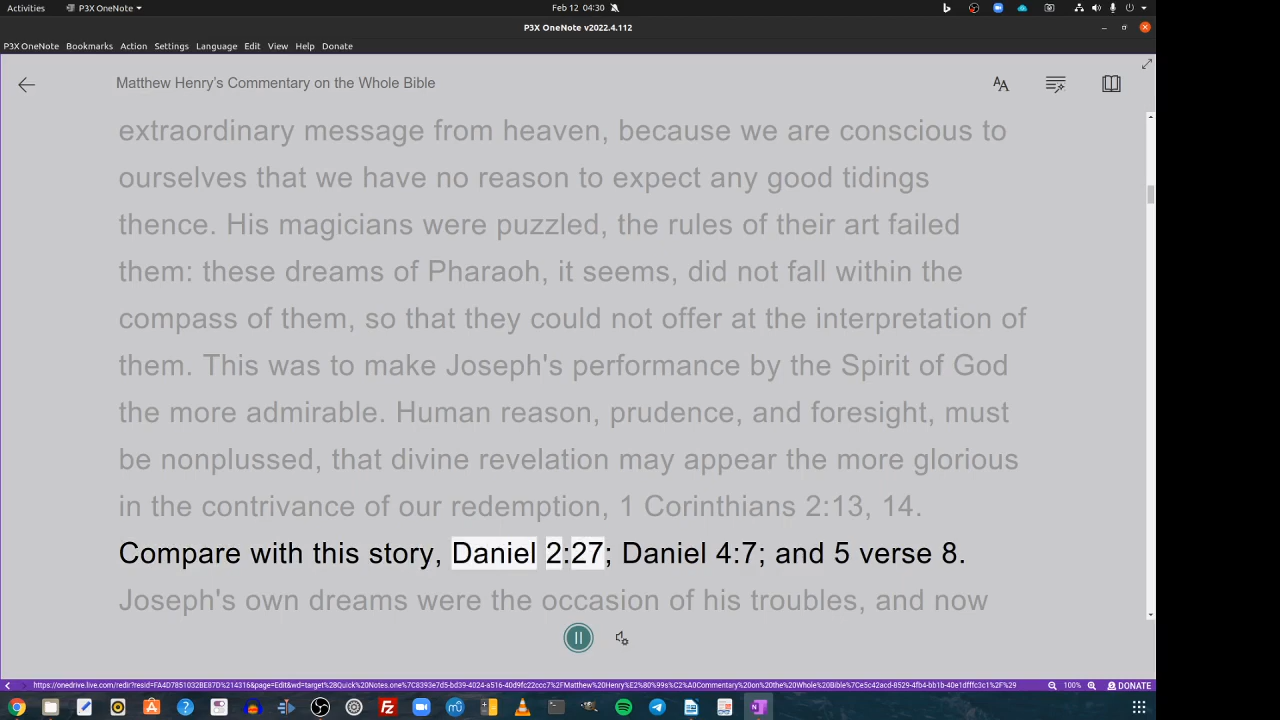 Activities
P3X OneNote
Feb 12 04:30
P3X OneNote v2022.4.112
P3X OneNote Bookmarks Action Settings Language Edit View Help Donate
Matthew Henry's Commentary on the Whole Bible
extraordinary message from heaven, because we are conscious to
ourselves that we have no reason to expect any good tidings
thence. His magicians were puzzled, the rules of their art failed
them: these dreams of Pharaoh, it seems, did not fall within the
compass of them, so that they could not offer at the interpretation of
them. This was to make Joseph's performance by the Spirit of God
the more admirable. Human reason, prudence, and foresight, must
be nonplussed, that divine revelation may appear the more glorious
in the contrivance of our redemption, 1 Corinthians 2:13, 14.
Compare with this story, Daniel 2:27; Daniel 4:7; and 5 verse 8.
Joseph's own dreams were the occasion of his troubles, and now
100%
DONATE